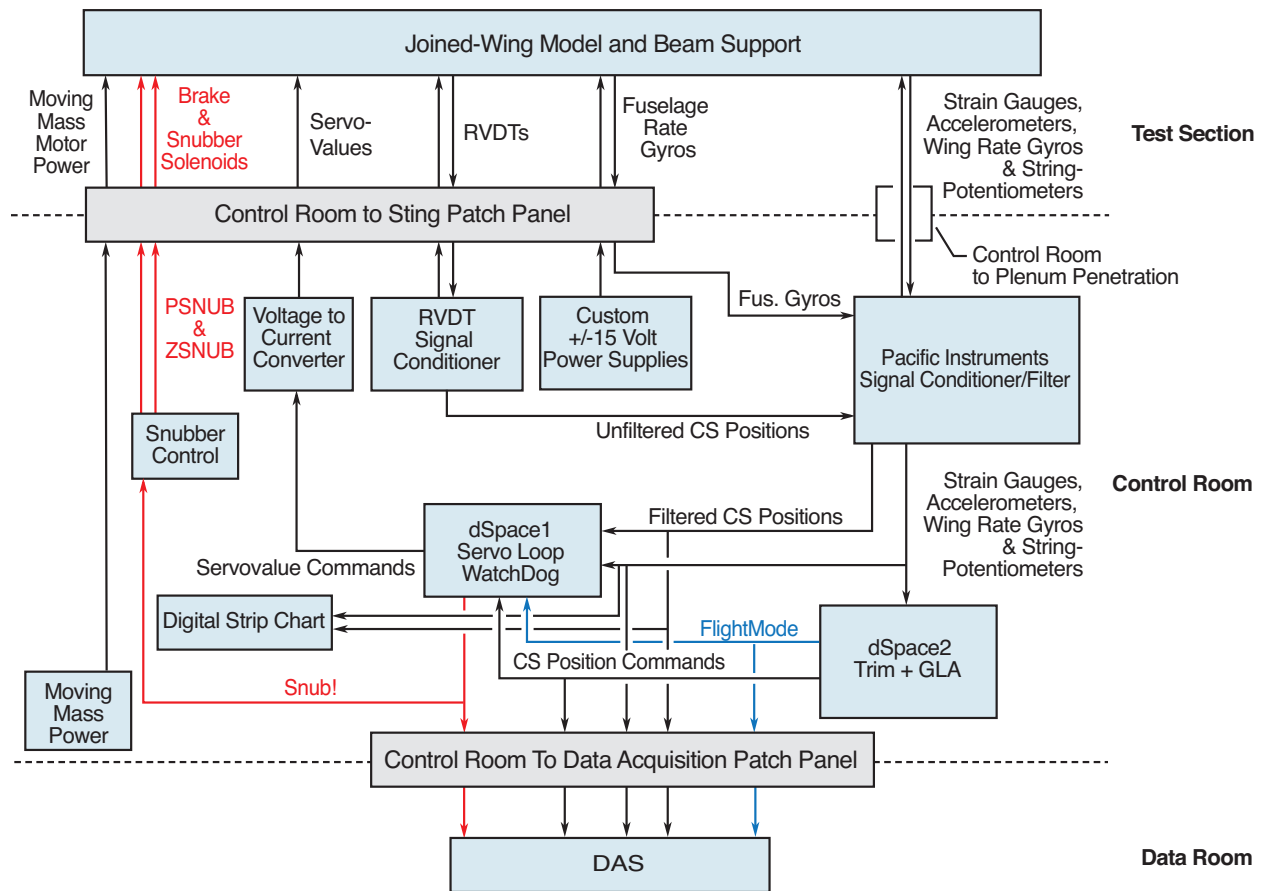 Joined-Wing Model and Beam Support
Moving
Mass
Motor
Power
Brake
&
Snubber
Solenoids
Servo-
Values
RVDTs
Fuselage
Rate
Gyros
Strain Gauges,
Accelerometers,
Wing Rate Gyros
& String-
Potentiometers
Test Section
Control Room to Sting Patch Panel
Control Room
to Plenum Penetration
PSNUB
&
ZSNUB
Voltage to
Current
Converter
RVDT
Signal
Conditioner
Custom
+/-15 Volt
Power Supplies
Fus. Gyros
Pacific Instruments
Signal Conditioner/Filter
Snubber
Control
Unfiltered CS Positions
Strain Gauges,
Accelerometers,
Wing Rate Gyros
& String-
Potentiometers
Control Room
dSpace1
Servo Loop
WatchDog
Filtered CS Positions
Servovalue Commands
Digital Strip Chart
FlightMode
CS Position Commands
dSpace2
Trim + GLA
Moving
Mass
Power
Snub!
Control Room To Data Acquisition Patch Panel
DAS
Data Room